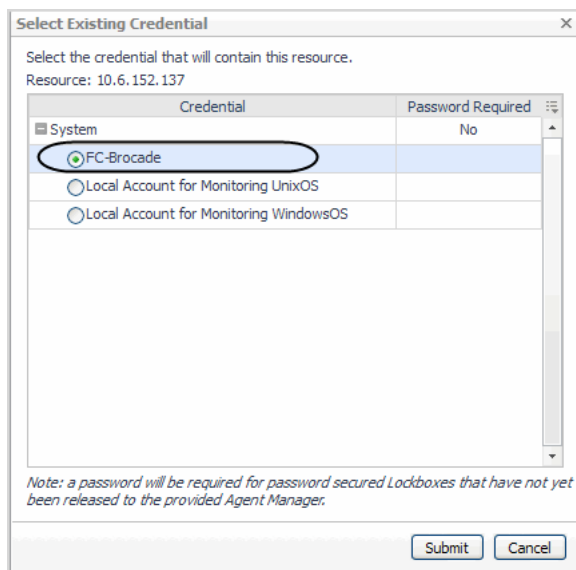 Select Existing Credential
Select the credential that will contain this resource.
Resource: 10.6.152.137
Credential Password Required
System No
FC-Brocade
Local Account for Monitoring UnixOS
Local Account for Monitoring WindowsOS
Note: a password will be required for password secured Lockboxes that have not yet
been released to the provided Agent Manager.
Submit Cancel